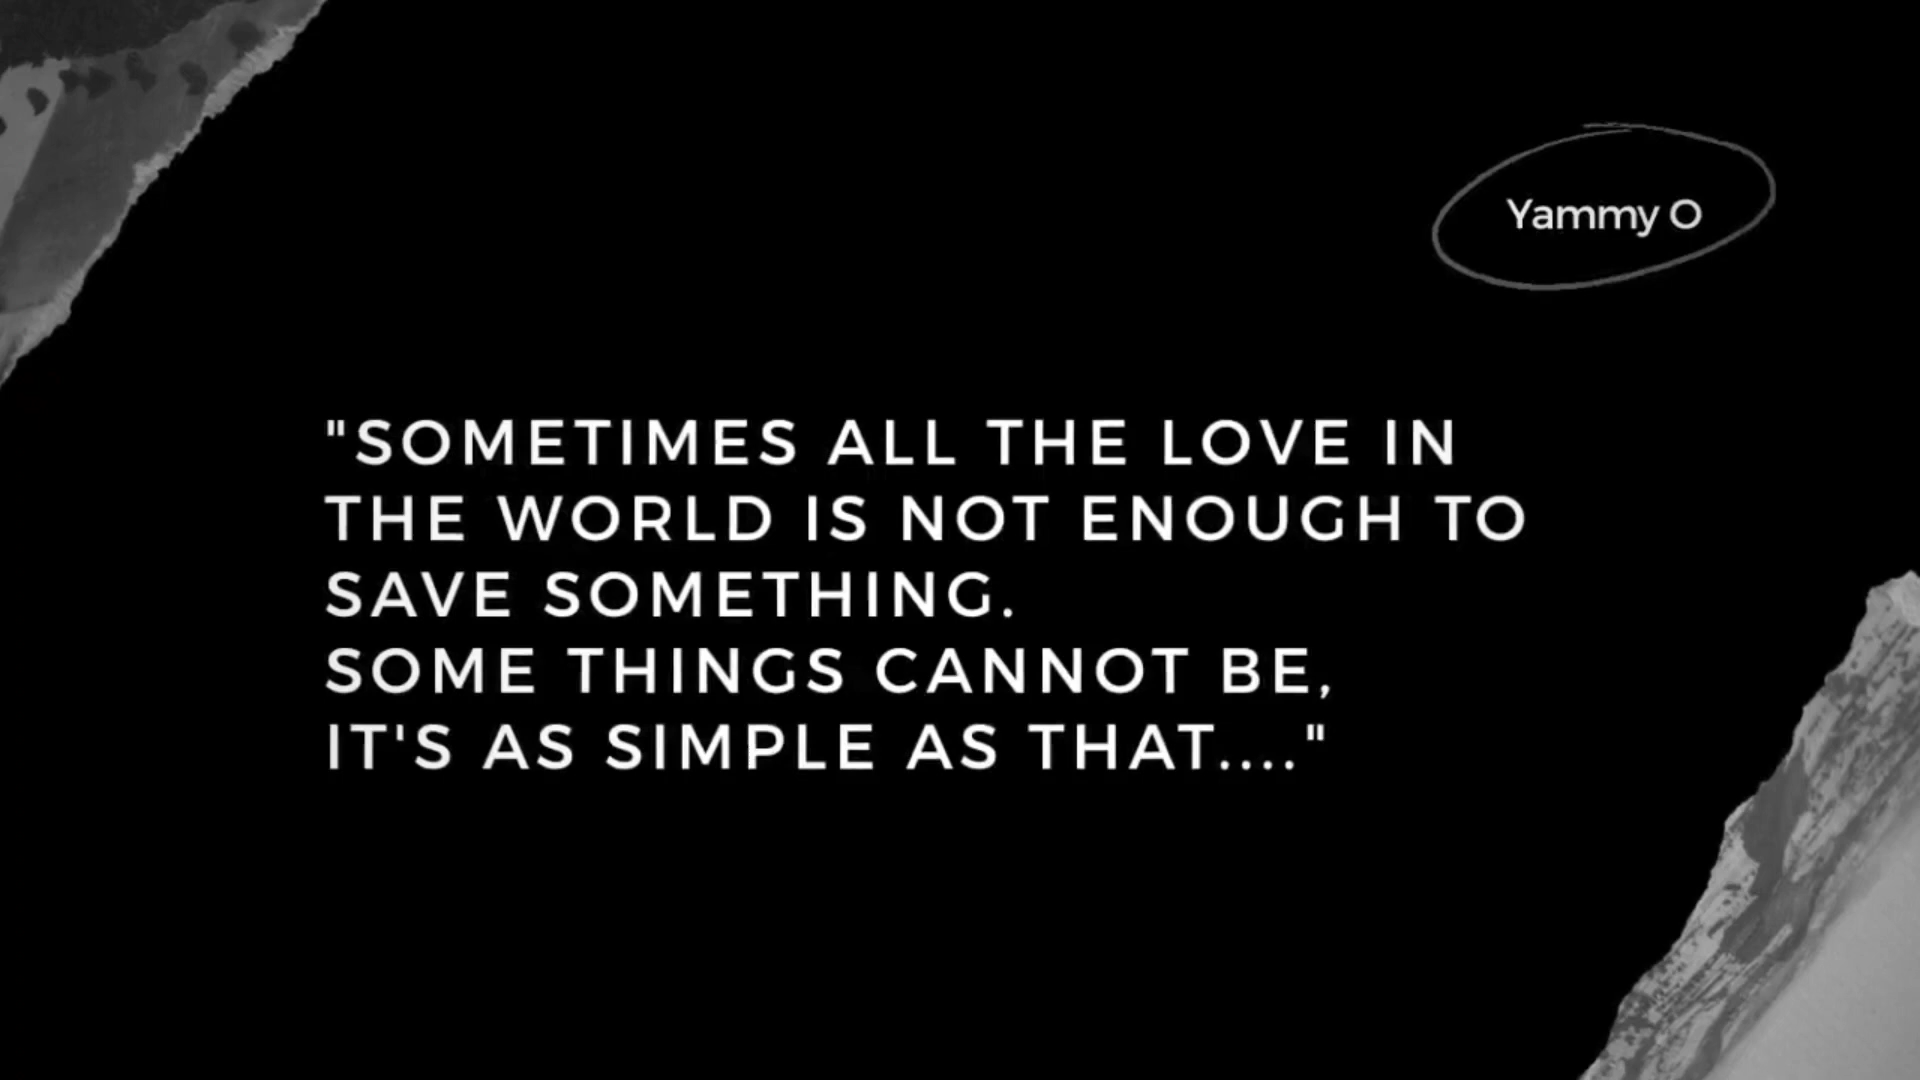 Yammy O
"SOMETIMES ALL THE LOVE IN
THE WORLD IS NOT ENOUGH TO
SAVE SOMETHING.
SOME THINGS CANNOT BE,
IT'S AS SIMPLE AS THAT...."